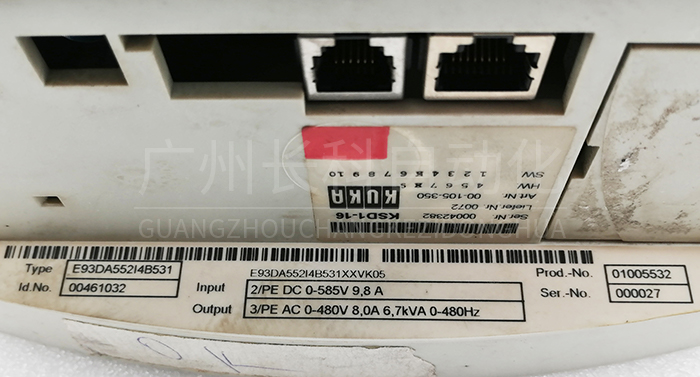 广州长科自动化
GUANGZHOUCHANGKEZIDONGHUA
Ser.Nr. 00042382
KSD1-16
Liefer.Nr. 0072
Art.Nr. 00-105-350
KUKA
HW 4 5 6 7
SW 1 2 3 4 5 6 7 8 9 10
Type E93DA552I4B531
Id.No. 00461032
E93DA552I4B531XXVK05
Input 2/PE DC 0-585V 9,8 A
Output 3/PE AC 0-480V 8,0A 6,7kVA 0-480Hz
Prod.-No. 01005532
Ser.-No. 000027
OK